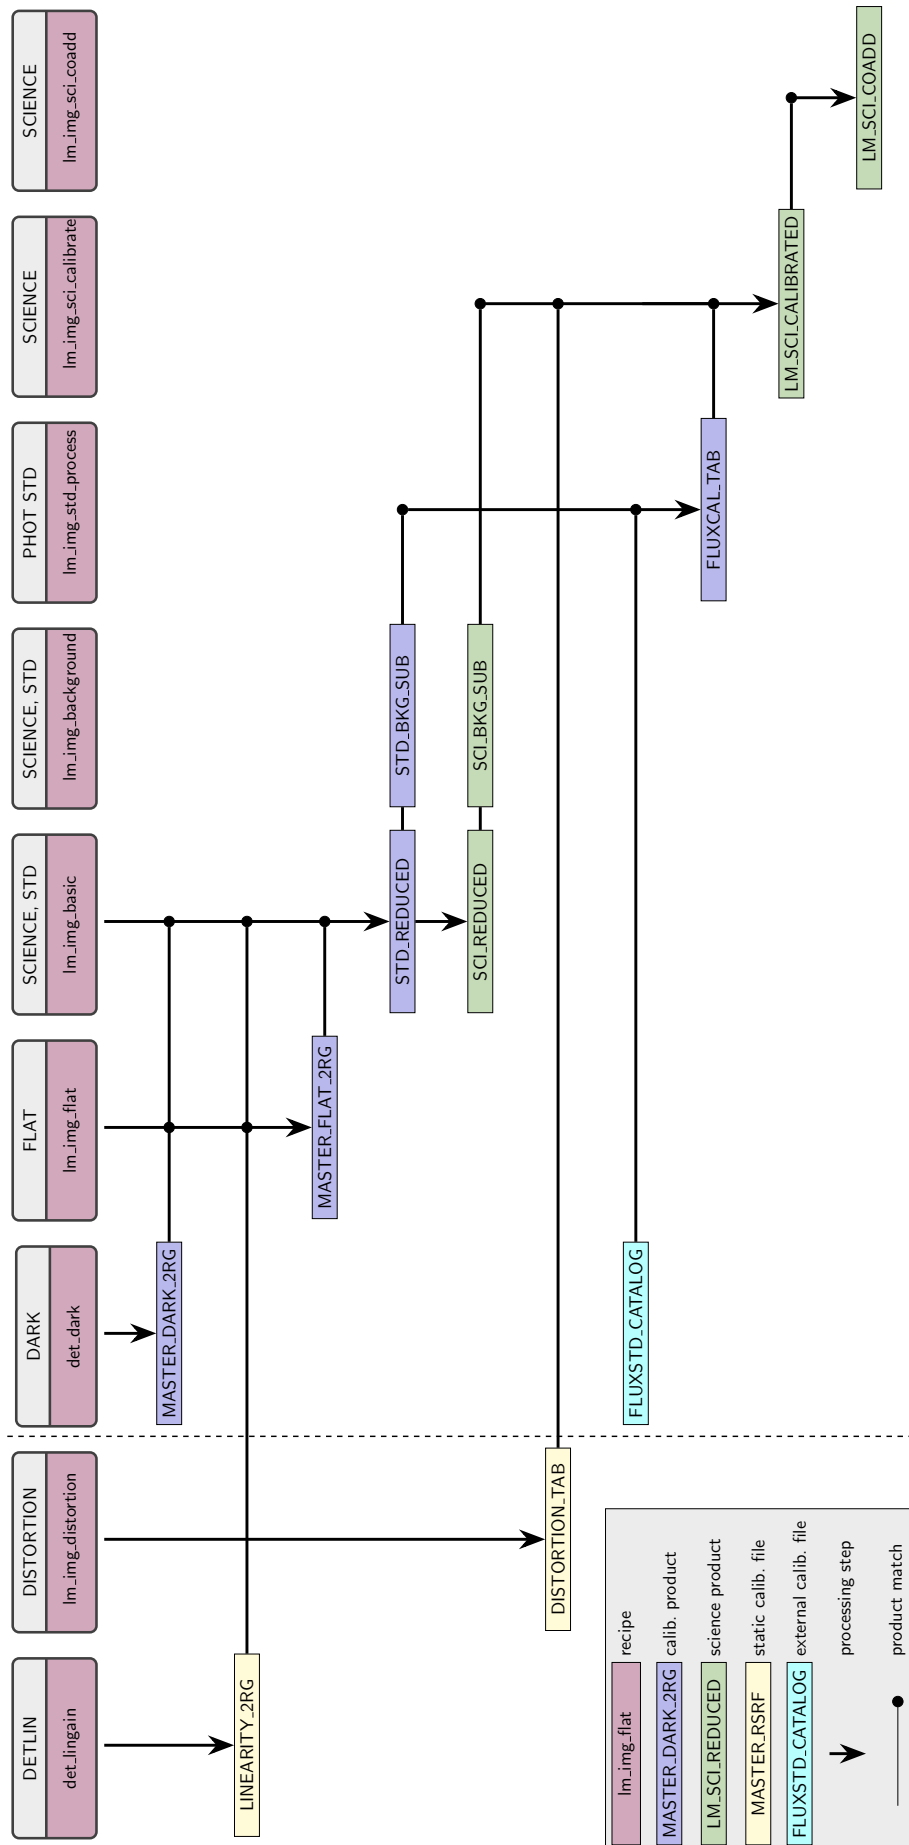 DETLIN
det_lingain
DISTORTION
lm_img_distortion
DARK
det_dark
FLAT
lm_img_flat
SCIENCE, STD
lm_img_basic
SCIENCE, STD
lm_img_background
PHOT STD
lm_img_std_process
SCIENCE
lm_img_sci_calibrate
SCIENCE
lm_img_sci_coadd
MASTER_DARK_2RG
LINEARITY_2RG
MASTER_FLAT_2RG
STD_REDUCED
STD_BKG_SUB
SCI_REDUCED
SCI_BKG_SUB
DISTORTION_TAB
FLUXSTD_CATALOG
FLUXCAL_TAB
LM_SCI_CALIBRATED
LM_SCI_COADD
lm_img_flat recipe
MASTER_DARK_2RG calib. product
LM_SCI_REDUCED science product
MASTER_RSRF static calib. file
FLUXSTD_CATALOG external calib. file
processing step
product match